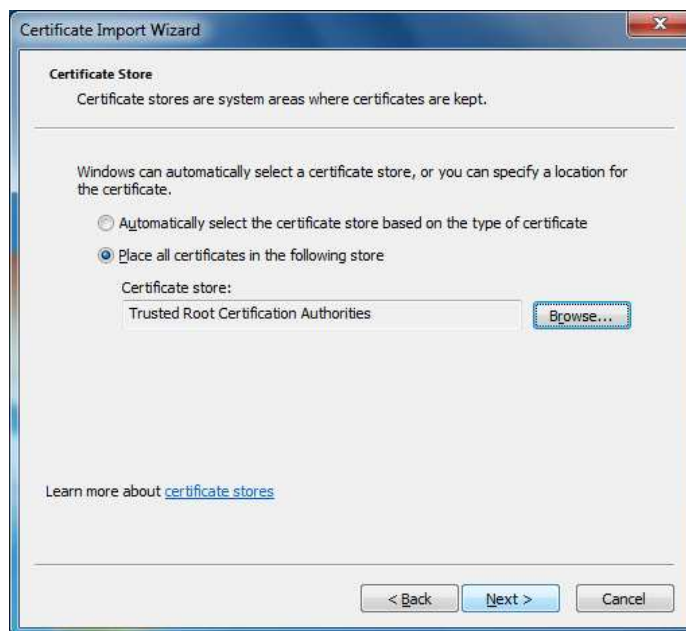 Certificate Import Wizard
Certificate Store
Certificate stores are system areas where certificates are kept.
Windows can automatically select a certificate store, or you can specify a location for
the certificate.
Automatically select the certificate store based on the type of certificate
Place all certificates in the following store
Certificate store:
Trusted Root Certification Authorities
Browse...
Learn more about certificate stores
< Back Next > Cancel